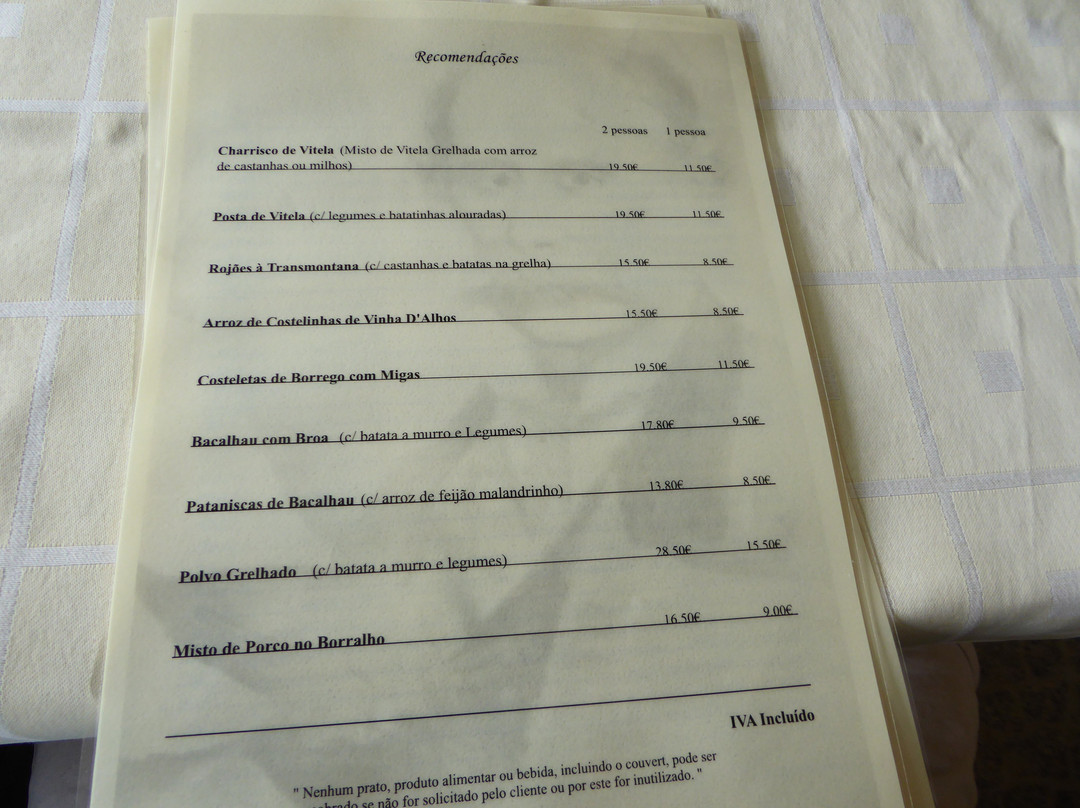 Recomendações
2 pessoas 1 pessoa
Charrisco de Vitela (Misto de Vitela Grelhada com arroz
de castanhas ou milhos) 19.50€ 11.50€
Posta de Vitela (c/ legumes e batatinhas alouradas) 19.50€ 11.50€
Rojões à Transmontana (c/ castanhas e batatas na grelha) 15.50€ 8.50€
Arroz de Costelinhas de Vinha D'Alhos 15.50€ 8.50€
Costeletas de Borrego com Migas 19.50€ 11.50€
Bacalhau com Broa (c/ batata a murro e Legumes) 17.80€ 9.50€
Pataniscas de Bacalhau (c/ arroz de feijão malandrinho) 13.80€ 8.50€
Polvo Grelhado (c/ batata a murro e legumes) 28.50€ 15.50€
Misto de Porco no Borralho 16.50€ 9.00€
IVA Incluído
" Nenhum prato, produto alimentar ou bebida, incluindo o couvert, pode ser
se não for solicitado pelo cliente ou por este for inutilizado. "